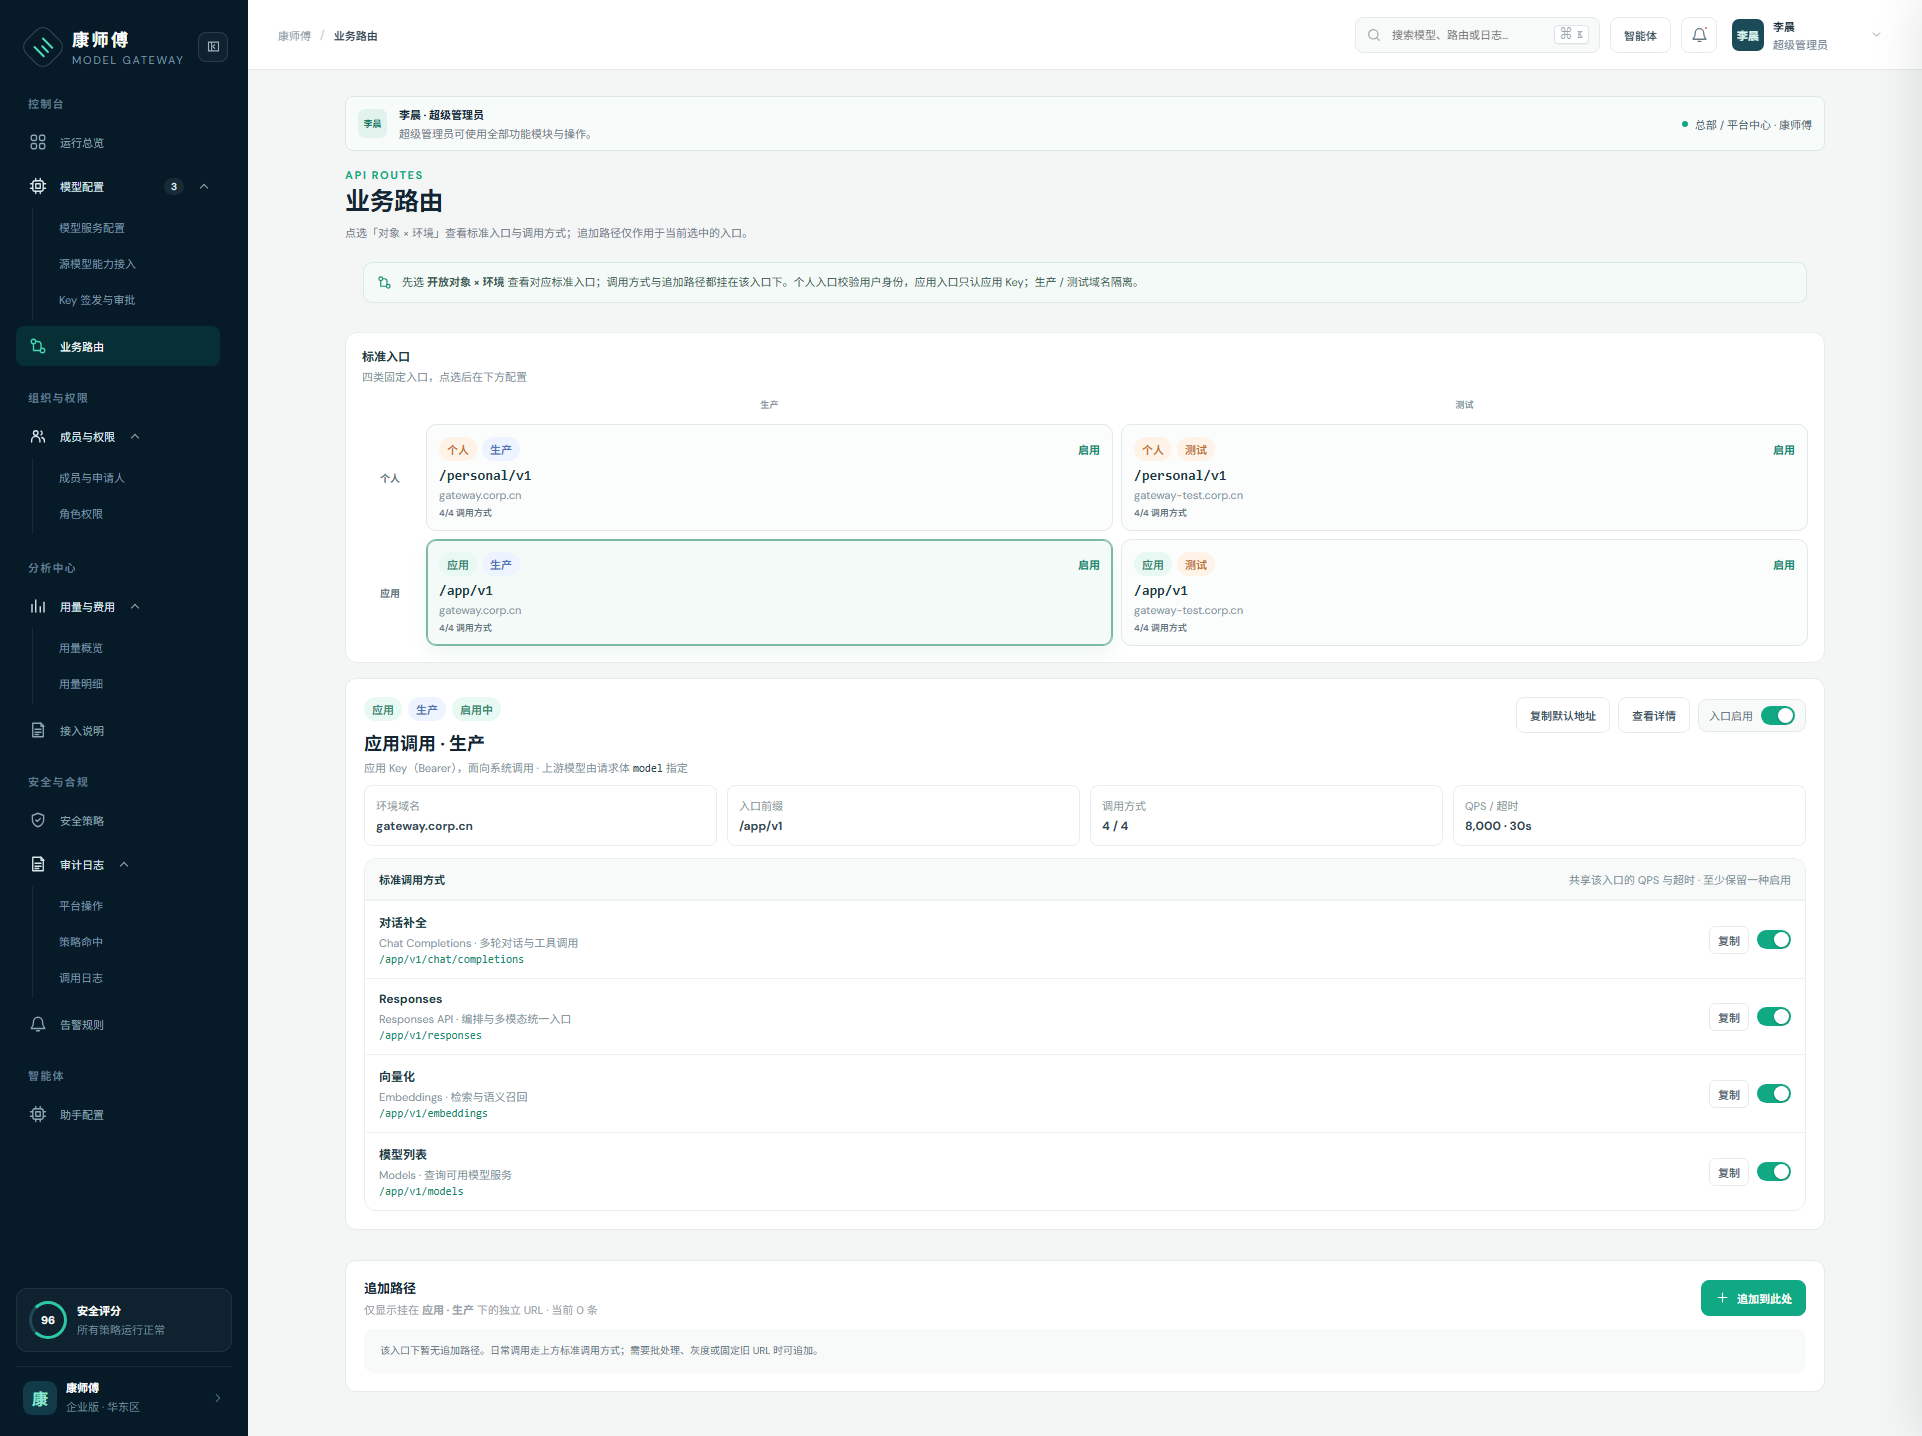 康师傅
MODEL GATEWAY
控制台
运行总览
模型配置 3
模型服务配置
源模型能力接入
Key 签发与审批
业务路由
组织与权限
成员与权限
成员与申请人
角色权限
分析中心
用量与费用
用量概览
用量明细
接入说明
安全与合规
安全策略
审计日志
平台操作
策略命中
调用日志
告警规则
智能体
助手配置
96
安全评分
所有策略运行正常
康
康师傅
企业版 · 华东区
康师傅 / 业务路由
搜索模型、路由或日志… ⌘ K
智能体
李晨
李晨
超级管理员
李晨
李晨 · 超级管理员
超级管理员可使用全部功能模块与操作。
总部 / 平台中心 · 康师傅
API ROUTES
业务路由
点选「对象 × 环境」查看标准入口与调用方式；追加路径仅作用于当前选中的入口。
先选 开放对象 × 环境 查看对应标准入口；调用方式与追加路径都挂在该入口下。个人入口校验用户身份，应用入口只认应用 Key；生产 / 测试域名隔离。
标准入口
四类固定入口，点选后在下方配置
生产 测试
个人
个人 生产 启用
/personal/v1
gateway.corp.cn
4/4 调用方式
个人 测试 启用
/personal/v1
gateway-test.corp.cn
4/4 调用方式
应用
应用 生产 启用
/app/v1
gateway.corp.cn
4/4 调用方式
应用 测试 启用
/app/v1
gateway-test.corp.cn
4/4 调用方式
应用 生产 启用中
复制默认地址 查看详情 入口启用
应用调用 · 生产
应用 Key（Bearer），面向系统调用 · 上游模型由请求体 model 指定
环境域名
gateway.corp.cn
入口前缀
/app/v1
调用方式
4 / 4
QPS / 超时
8,000 · 30s
标准调用方式 共享该入口的 QPS 与超时 · 至少保留一种启用
对话补全
Chat Completions · 多轮对话与工具调用
/app/v1/chat/completions
复制
Responses
Responses API · 编排与多模态统一入口
/app/v1/responses
复制
向量化
Embeddings · 检索与语义召回
/app/v1/embeddings
复制
模型列表
Models · 查询可用模型服务
/app/v1/models
复制
追加路径
仅显示挂在 应用 · 生产 下的独立 URL · 当前 0 条
追加到此处
该入口下暂无追加路径。日常调用走上方标准调用方式；需要批处理、灰度或固定旧 URL 时可追加。